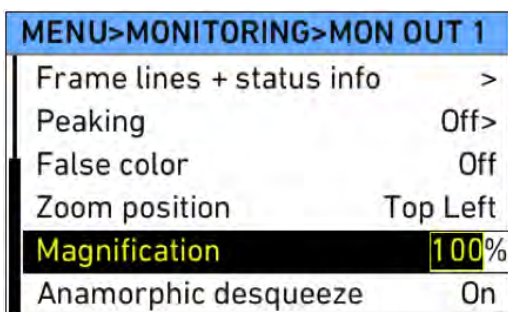 MENU>MONITORING>MON OUT 1
Frame lines + status info >
Peaking Off>
False color Off
Zoom position Top Left
Magnification 100%
Anamorphic desqueeze On